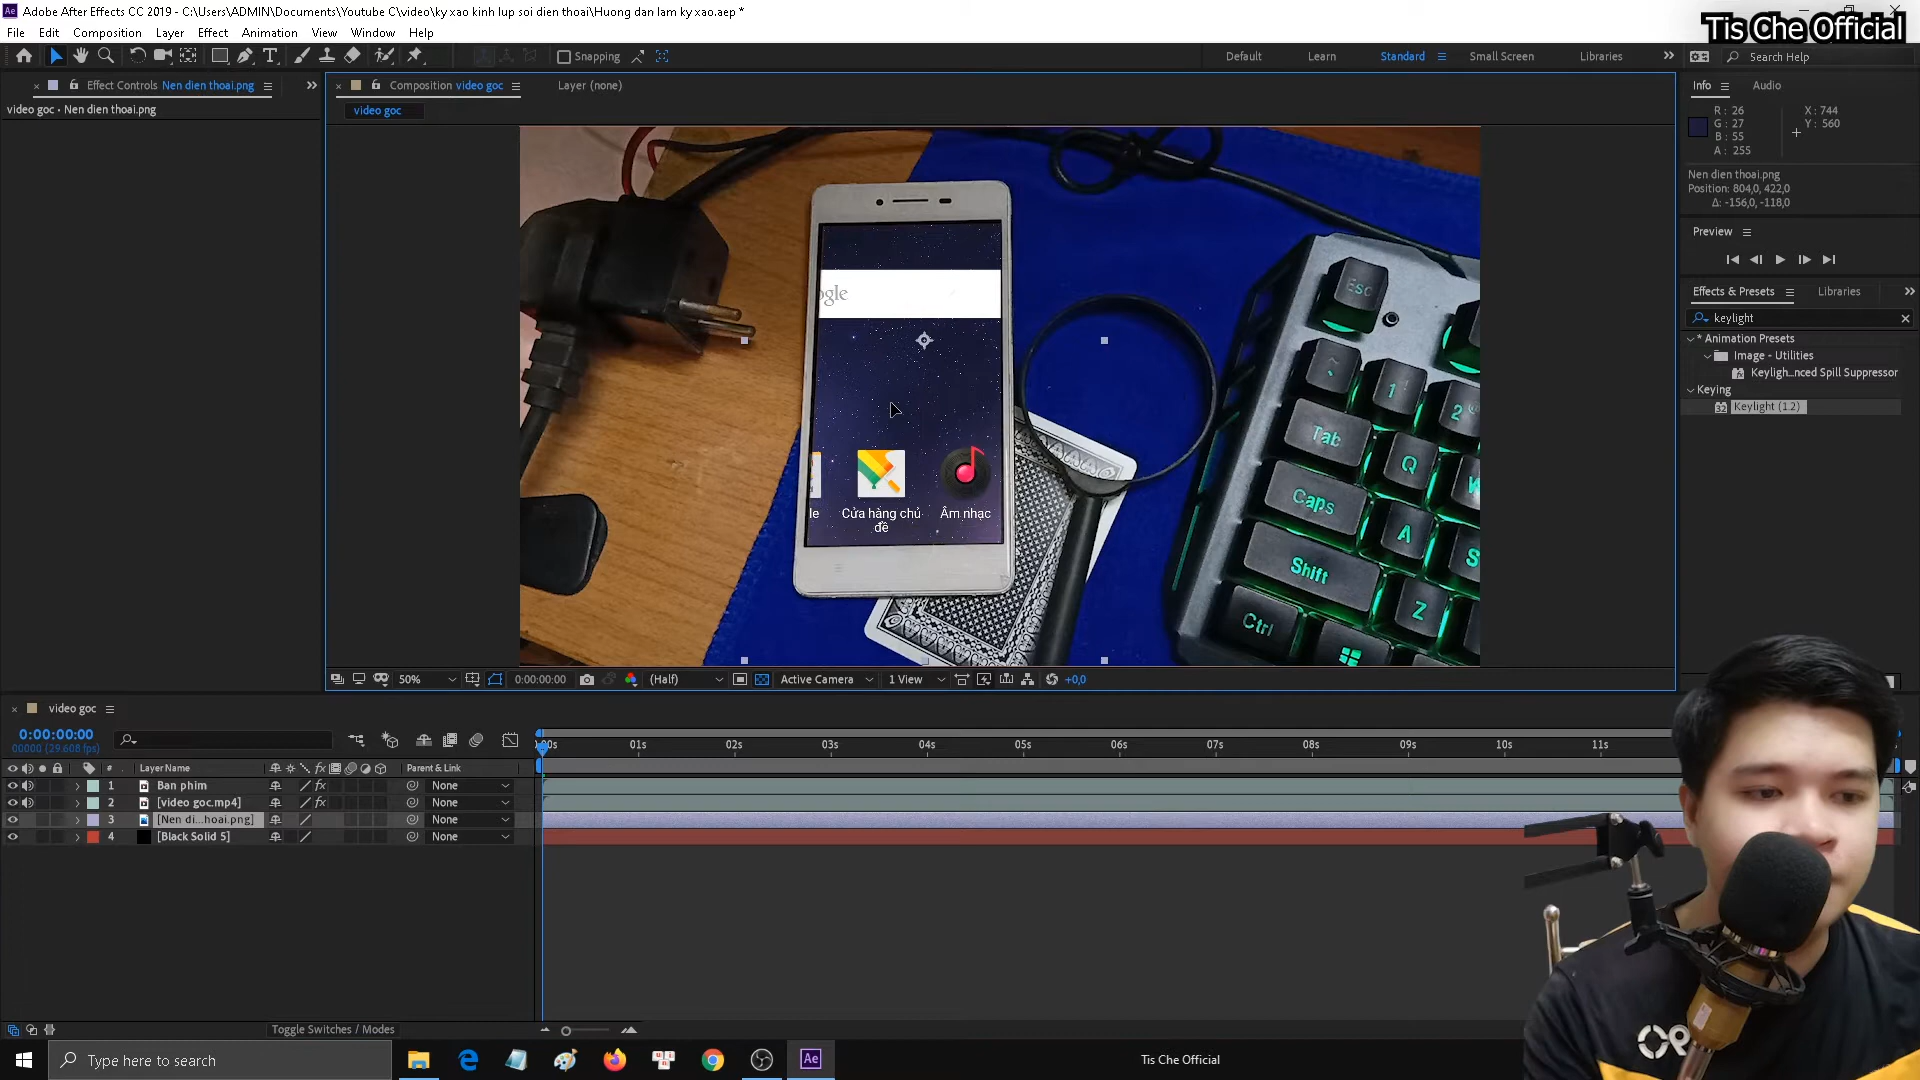 Adobe After Effects CC 2019 - C:\Users\ADMIN\Documents\Youtube C\video\ky xao kinh lup soi dien thoai\Huong dan lam ky xao.aep *
Tis Che Official
File Edit Composition Layer Effect Animation View Window Help
Snapping
Default Learn Standard Small Screen Libraries
Search Help
Effect Controls Nen dien thoai.png
Composition video goc
Layer (none)
Info
Audio
video goc • Nen dien thoai.png
video goc
R : 26
G : 27
B : 55
A : 255
X : 744
Y : 560
Nen dien thoai.png
Position: 804,0, 422,0
Δ: -156,0, -118,0
Preview
Effects & Presets
Libraries
keylight
* Animation Presets
Image - Utilities
Keyligh...nced Spill Suppressor
Keying
Keylight (1.2)
ogle
le
Cửa hàng chủ đề
Âm nhạc
Esc
1
2
Tab
Q
W
Caps
A
S
Shift
Z
Ctrl
50%
0:00:00:00
(Half)
Active Camera
1 View
+0,0
video goc
0:00:00:00
00000 (29.608 fps)
:00s 01s 02s 03s 04s 05s 06s 07s 08s 09s 10s 11s
# Layer Name
Parent & Link
1 Ban phim None
2 [video goc.mp4] None
3 [Nen di...hoai.png] None
4 [Black Solid 5] None
Toggle Switches / Modes
Type here to search
Ae
Tis Che Official